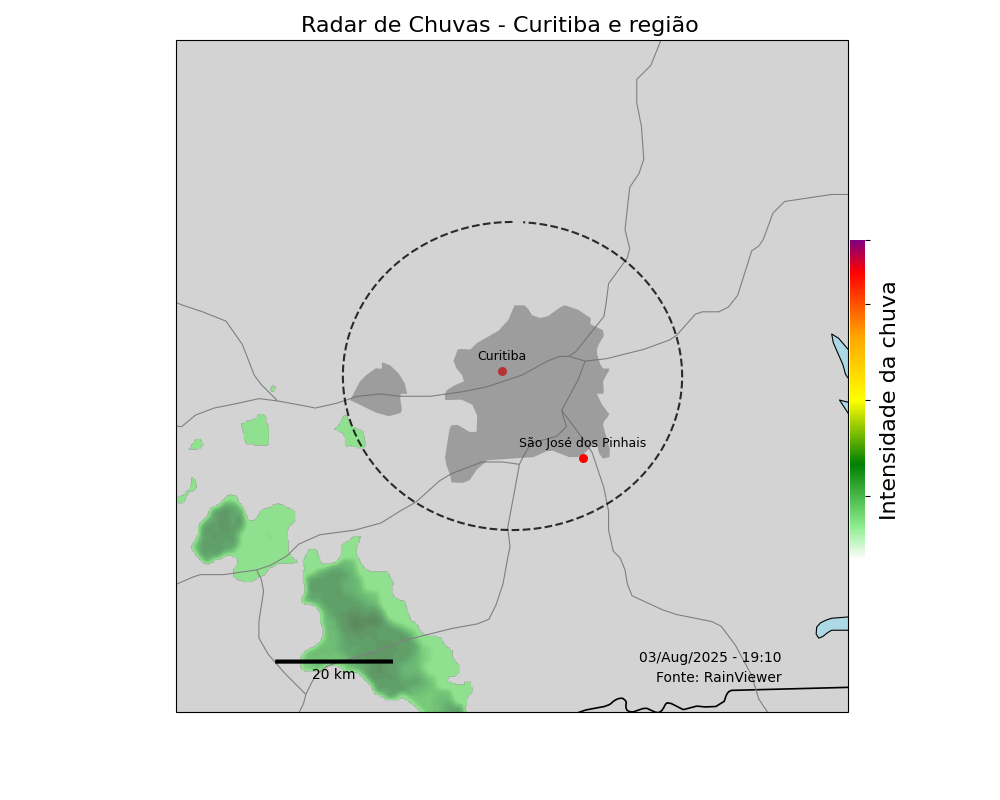 Radar de Chuvas - Curitiba e região
Curitiba
São José dos Pinhais
Intensidade da chuva
03/Aug/2025 - 19:10
20 km
Fonte: RainViewer